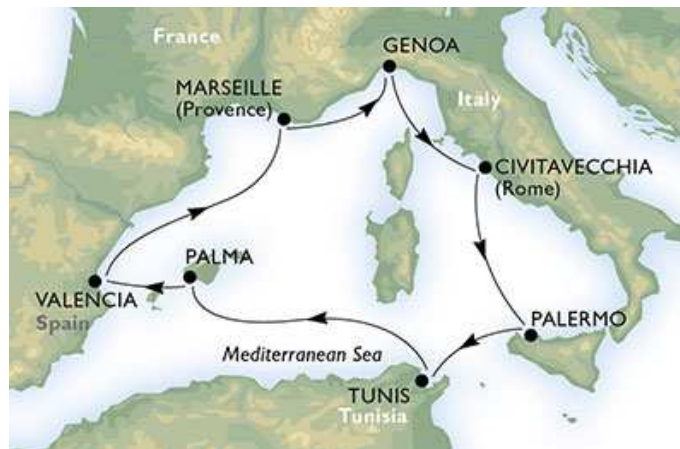 France
GENOA
MARSEILLE
(Provence)
Italy
CIVITAVECCHIA
(Rome)
PALMA
VALENCIA
Spain
PALERMO
Mediterranean Sea
TUNIS
Tunisia